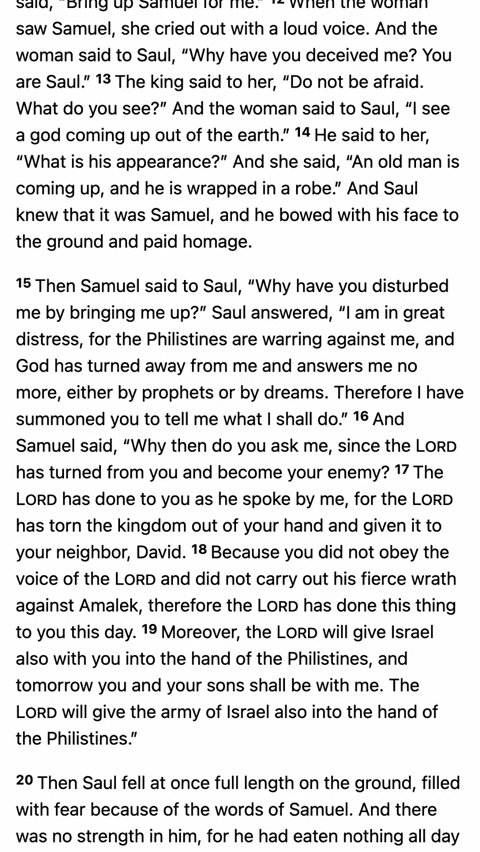 said, “Bring up Samuel for me.” 12 When the woman
saw Samuel, she cried out with a loud voice. And the
woman said to Saul, “Why have you deceived me? You
are Saul.” 13 The king said to her, “Do not be afraid.
What do you see?” And the woman said to Saul, “I see
a god coming up out of the earth.” 14 He said to her,
“What is his appearance?” And she said, “An old man is
coming up, and he is wrapped in a robe.” And Saul
knew that it was Samuel, and he bowed with his face to
the ground and paid homage.
15 Then Samuel said to Saul, “Why have you disturbed
me by bringing me up?” Saul answered, “I am in great
distress, for the Philistines are warring against me, and
God has turned away from me and answers me no
more, either by prophets or by dreams. Therefore I have
summoned you to tell me what I shall do.” 16 And
Samuel said, “Why then do you ask me, since the LORD
has turned from you and become your enemy? 17 The
LORD has done to you as he spoke by me, for the LORD
has torn the kingdom out of your hand and given it to
your neighbor, David. 18 Because you did not obey the
voice of the LORD and did not carry out his fierce wrath
against Amalek, therefore the LORD has done this thing
to you this day. 19 Moreover, the LORD will give Israel
also with you into the hand of the Philistines, and
tomorrow you and your sons shall be with me. The
LORD will give the army of Israel also into the hand of
the Philistines.”
20 Then Saul fell at once full length on the ground, filled
with fear because of the words of Samuel. And there
was no strength in him, for he had eaten nothing all day